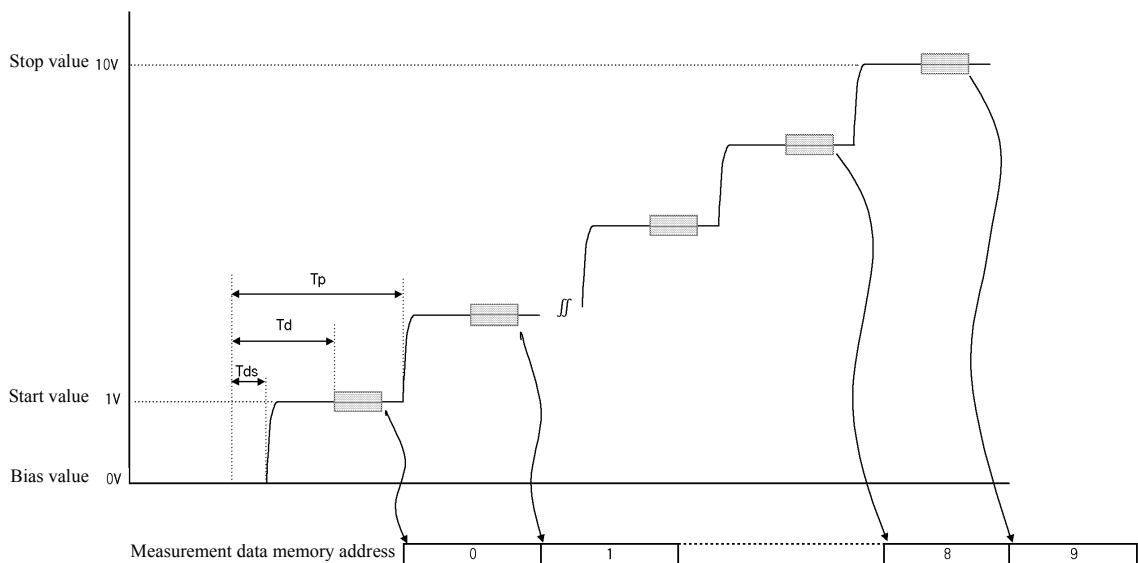 Stop value 10V
Tp
Td
∬
Tds
Start value 1V
Bias value 0V
Measurement data memory address 0 1 8 9